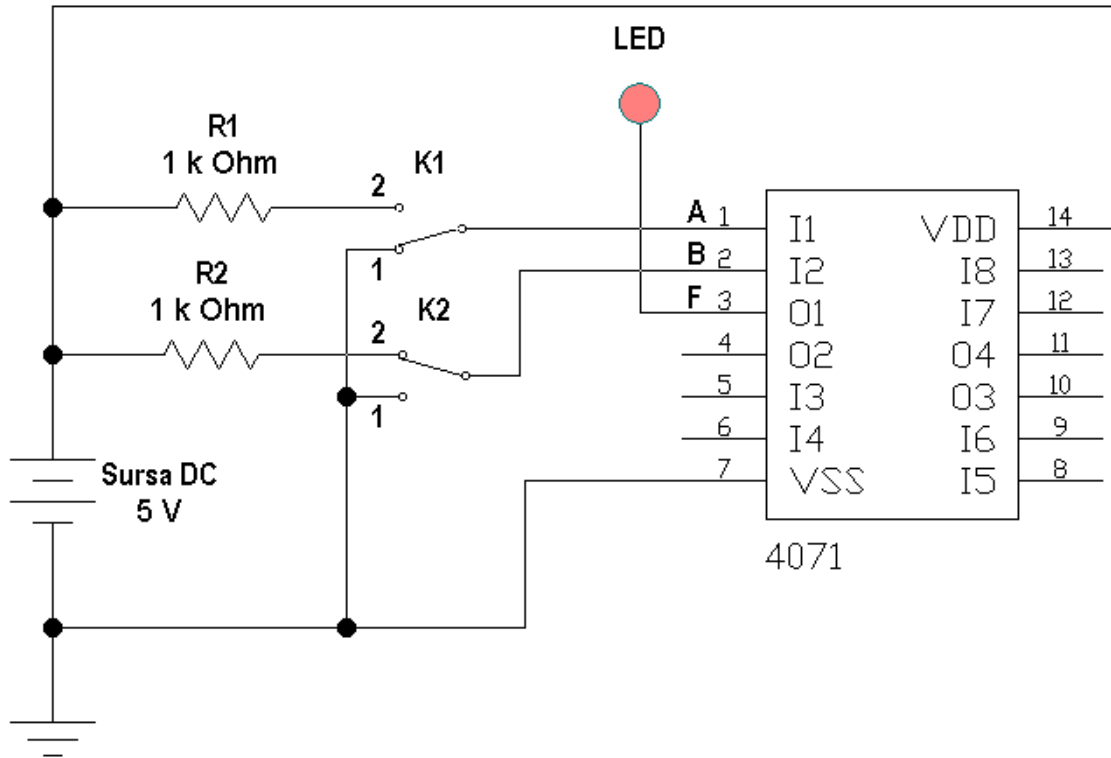 LED
R1
1 k Ohm
K1
2
1
R2
1 k Ohm
K2
2
1
Sursa DC
5 V
A 1 I1 VDD 14
B 2 I2 I8 13
F 3 O1 I7 12
4 O2 O4 11
5 I3 O3 10
6 I4 I6 9
7 VSS I5 8
4071